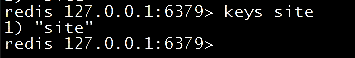 redis 127.0.0.1:6379> keys site
1) "site"
redis 127.0.0.1:6379>